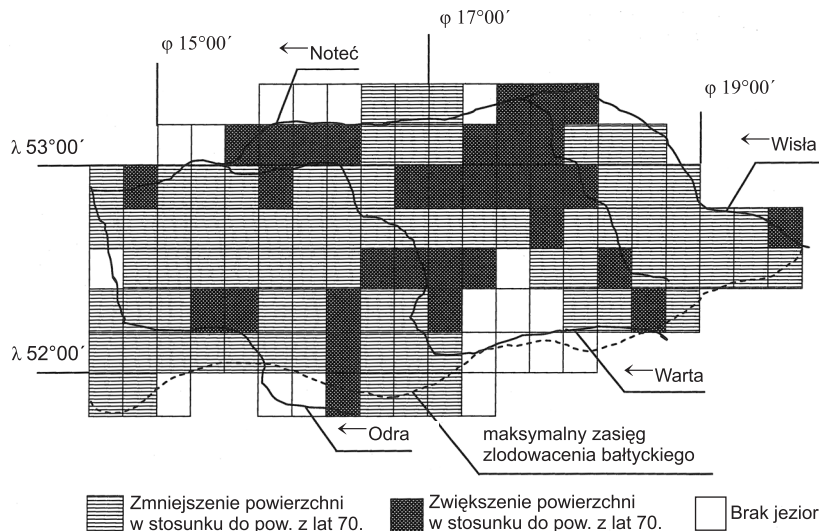 φ 17°00´
φ 15°00´
Noteć
φ 19°00´
λ 53°00´
Wisła
λ 52°00´
Warta
Odra
maksymalny zasięg
zlodowacenia bałtyckiego
Zmniejszenie powierzchni
w stosunku do pow. z lat 70.
Zwiększenie powierzchni
w stosunku do pow. z lat 70.
Brak jezior